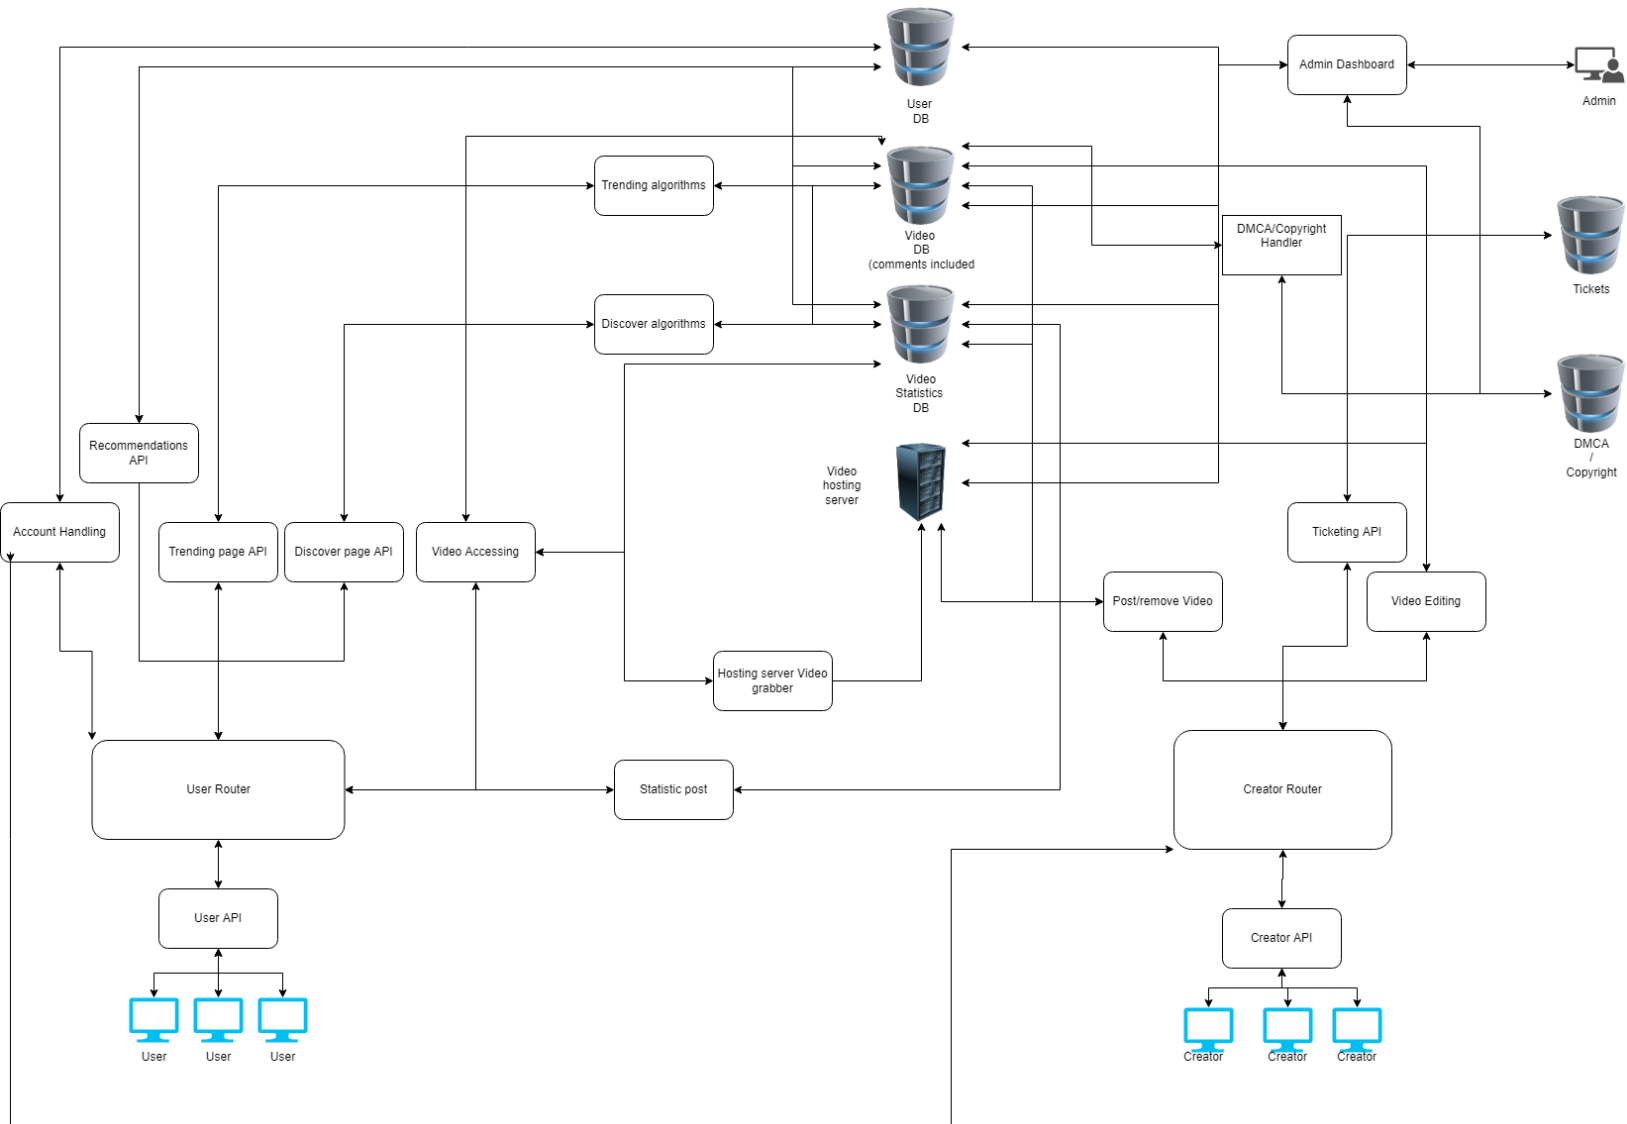 User
DB
Admin Dashboard
Admin
Trending algorithms
Video
DB
(comments included
DMCA/Copyright
Handler
Tickets
Discover algorithms
Video
Statistics
DB
Recommendations
API
Video
hosting
server
DMCA
/
Copyright
Account Handling
Trending page API
Discover page API
Video Accessing
Ticketing API
Post/remove Video
Video Editing
Hosting server Video
grabber
User Router
Statistic post
Creator Router
User API
Creator API
User
User
User
Creator
Creator
Creator